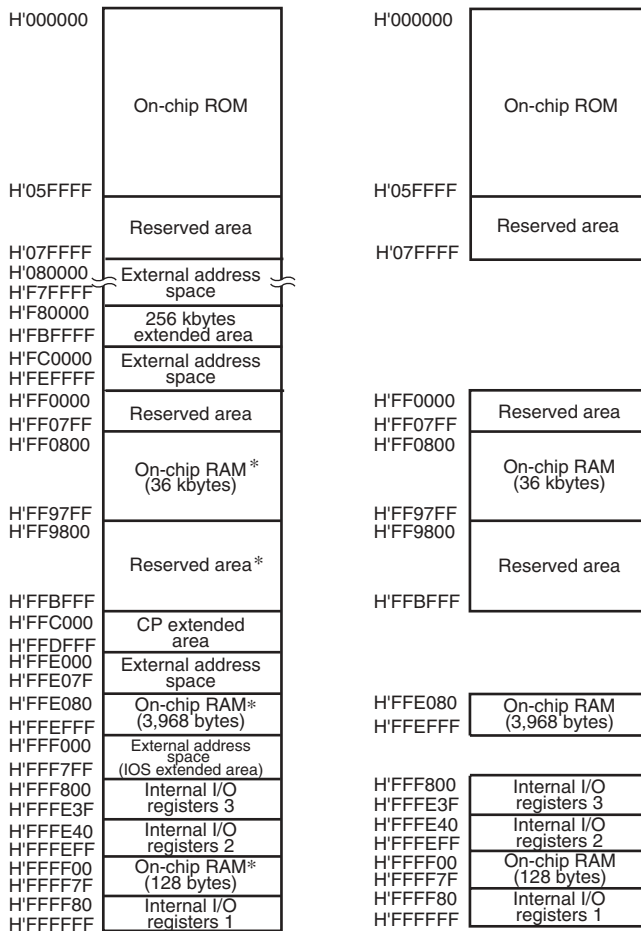 H'000000
On-chip ROM
H'05FFFF
Reserved area
H'07FFFF
H'080000
External address
space
H'F7FFFF
H'F80000
256 kbytes
extended area
H'FBFFFF
H'FC0000
External address
space
H'FEFFFF
H'FF0000
Reserved area
H'FF07FF
H'FF0800
On-chip RAM*
(36 kbytes)
H'FF97FF
H'FF9800
Reserved area*
H'FFBFFF
H'FFC000
CP extended
area
H'FFDFFF
H'FFE000
External address
space
H'FFE07F
H'FFE080
On-chip RAM*
(3,968 bytes)
H'FFEFFF
H'FFF000
External address
space
(IOS extended area)
H'FFF7FF
H'FFF800
Internal I/O
registers 3
H'FFFE3F
H'FFFE40
Internal I/O
registers 2
H'FFFEFF
H'FFFF00
On-chip RAM*
(128 bytes)
H'FFFF7F
H'FFFF80
Internal I/O
registers 1
H'FFFFFF
H'000000
On-chip ROM
H'05FFFF
Reserved area
H'07FFFF
H'FF0000
Reserved area
H'FF07FF
H'FF0800
On-chip RAM
(36 kbytes)
H'FF97FF
H'FF9800
Reserved area
H'FFBFFF
H'FFE080
On-chip RAM
(3,968 bytes)
H'FFEFFF
H'FFF800
Internal I/O
registers 3
H'FFFE3F
H'FFFE40
Internal I/O
registers 2
H'FFFEFF
H'FFFF00
On-chip RAM
(128 bytes)
H'FFFF7F
H'FFFF80
Internal I/O
registers 1
H'FFFFFF